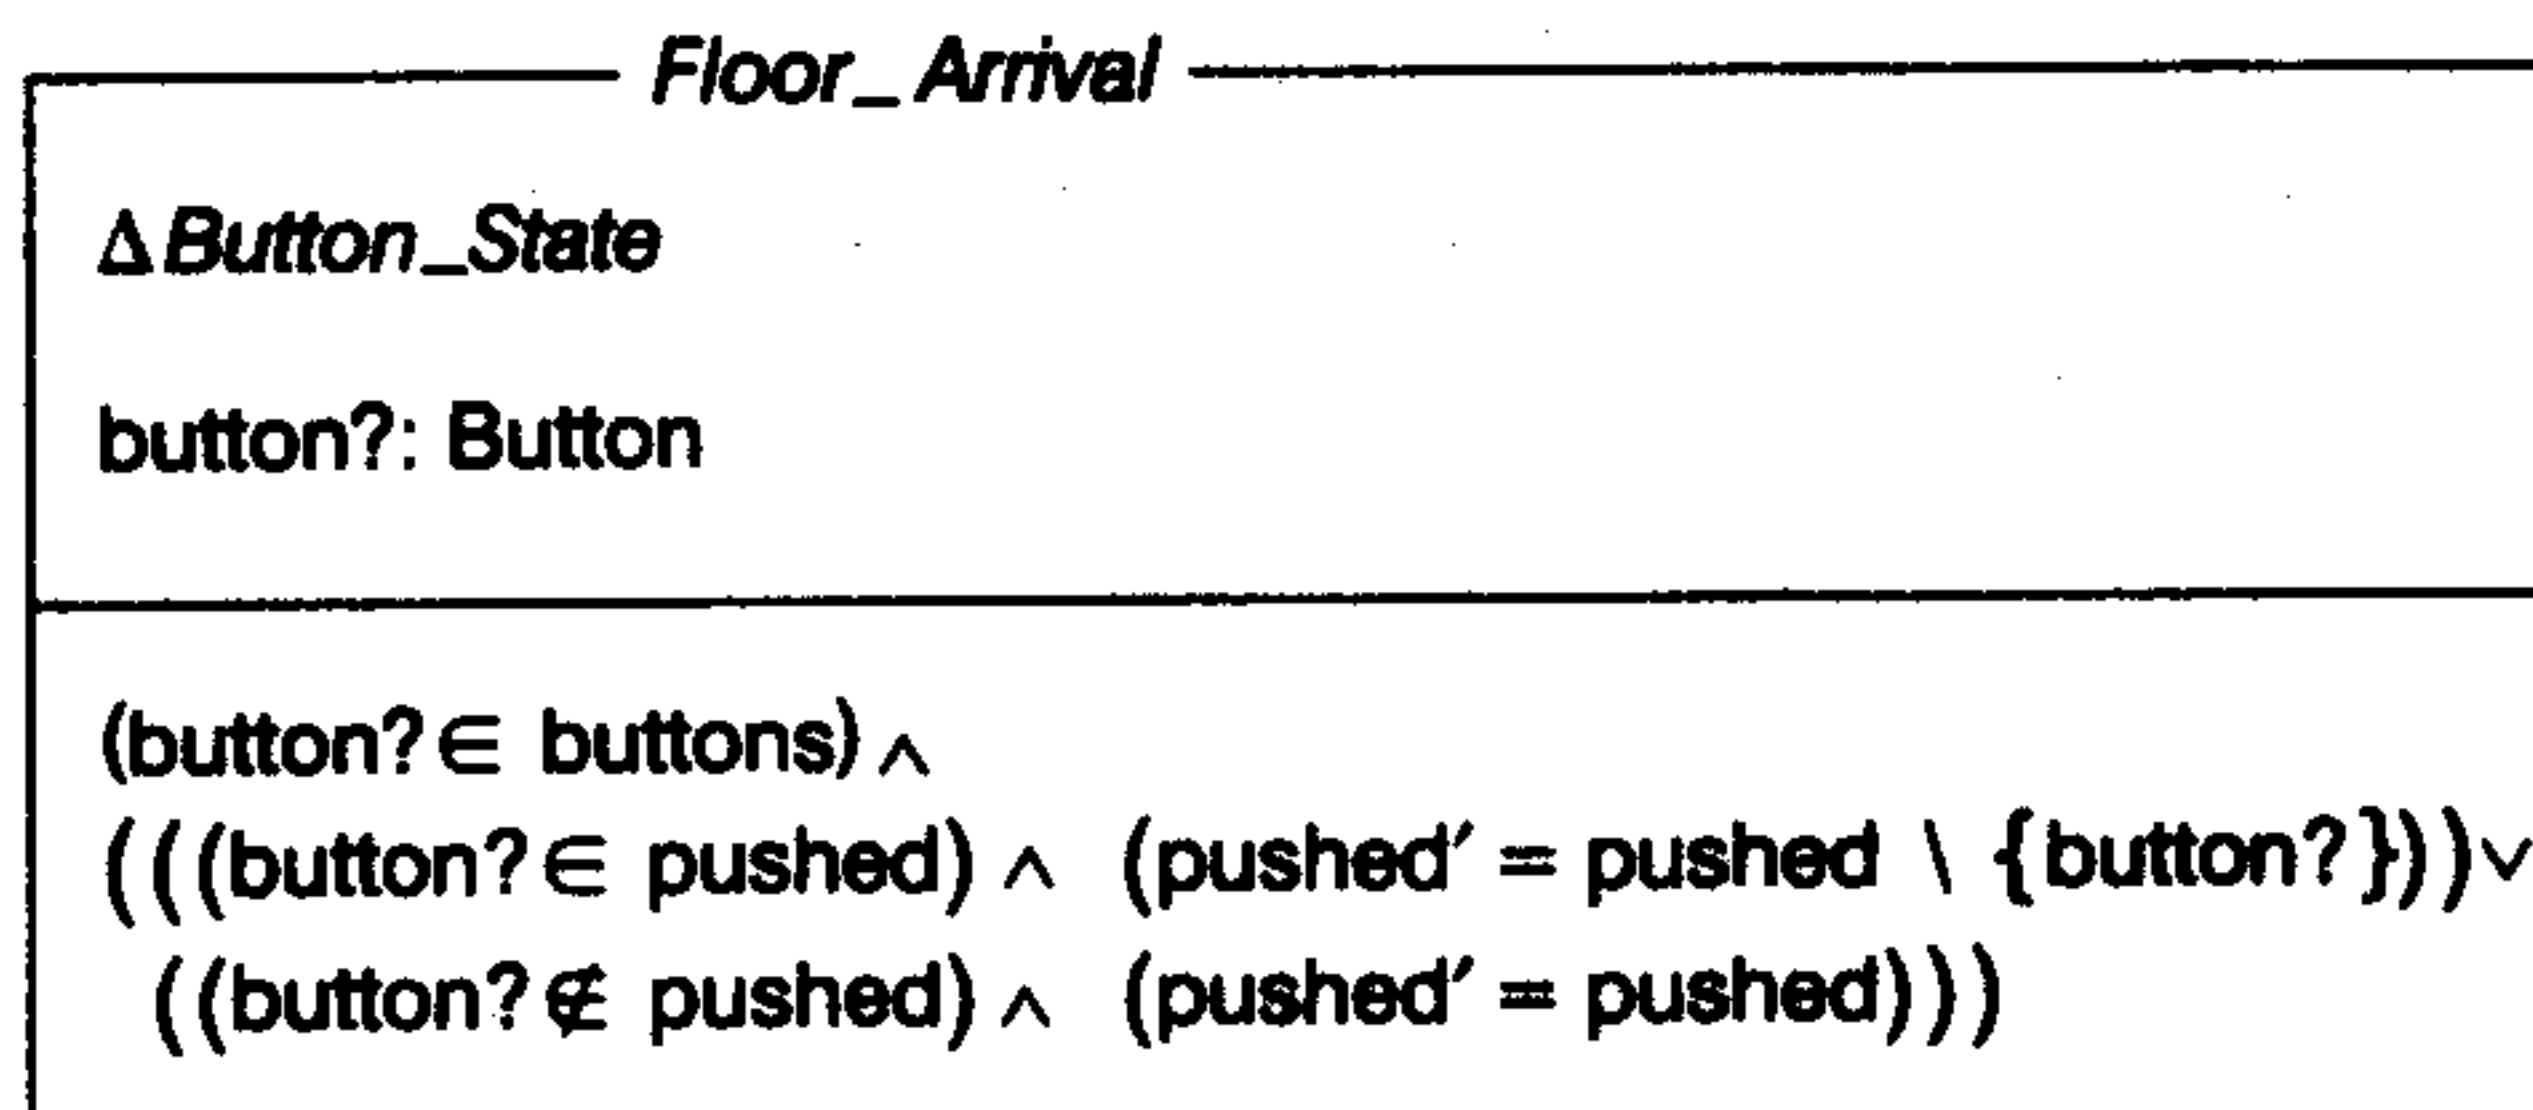 Floor_Arrival
ΔButton_State
button?: Button
(button?∈ buttons)∧
(((button?∈ pushed)∧ (pushed′ = pushed \ {button?}))∨
((button?∉ pushed)∧ (pushed′ = pushed)))